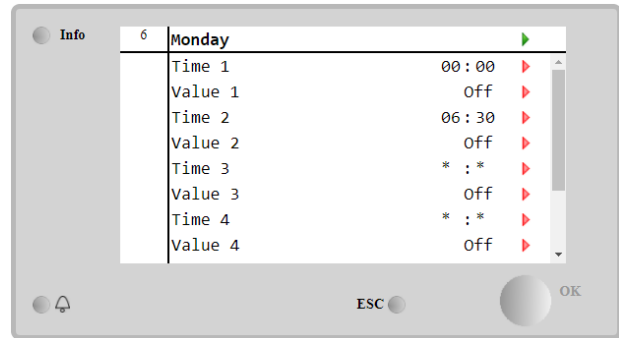 Info
6 Monday
Time 1 00:00
Value 1 Off
Time 2 06:30
Value 2 Off
Time 3 * :*
Value 3 Off
Time 4 * :*
Value 4 Off
ESC
OK